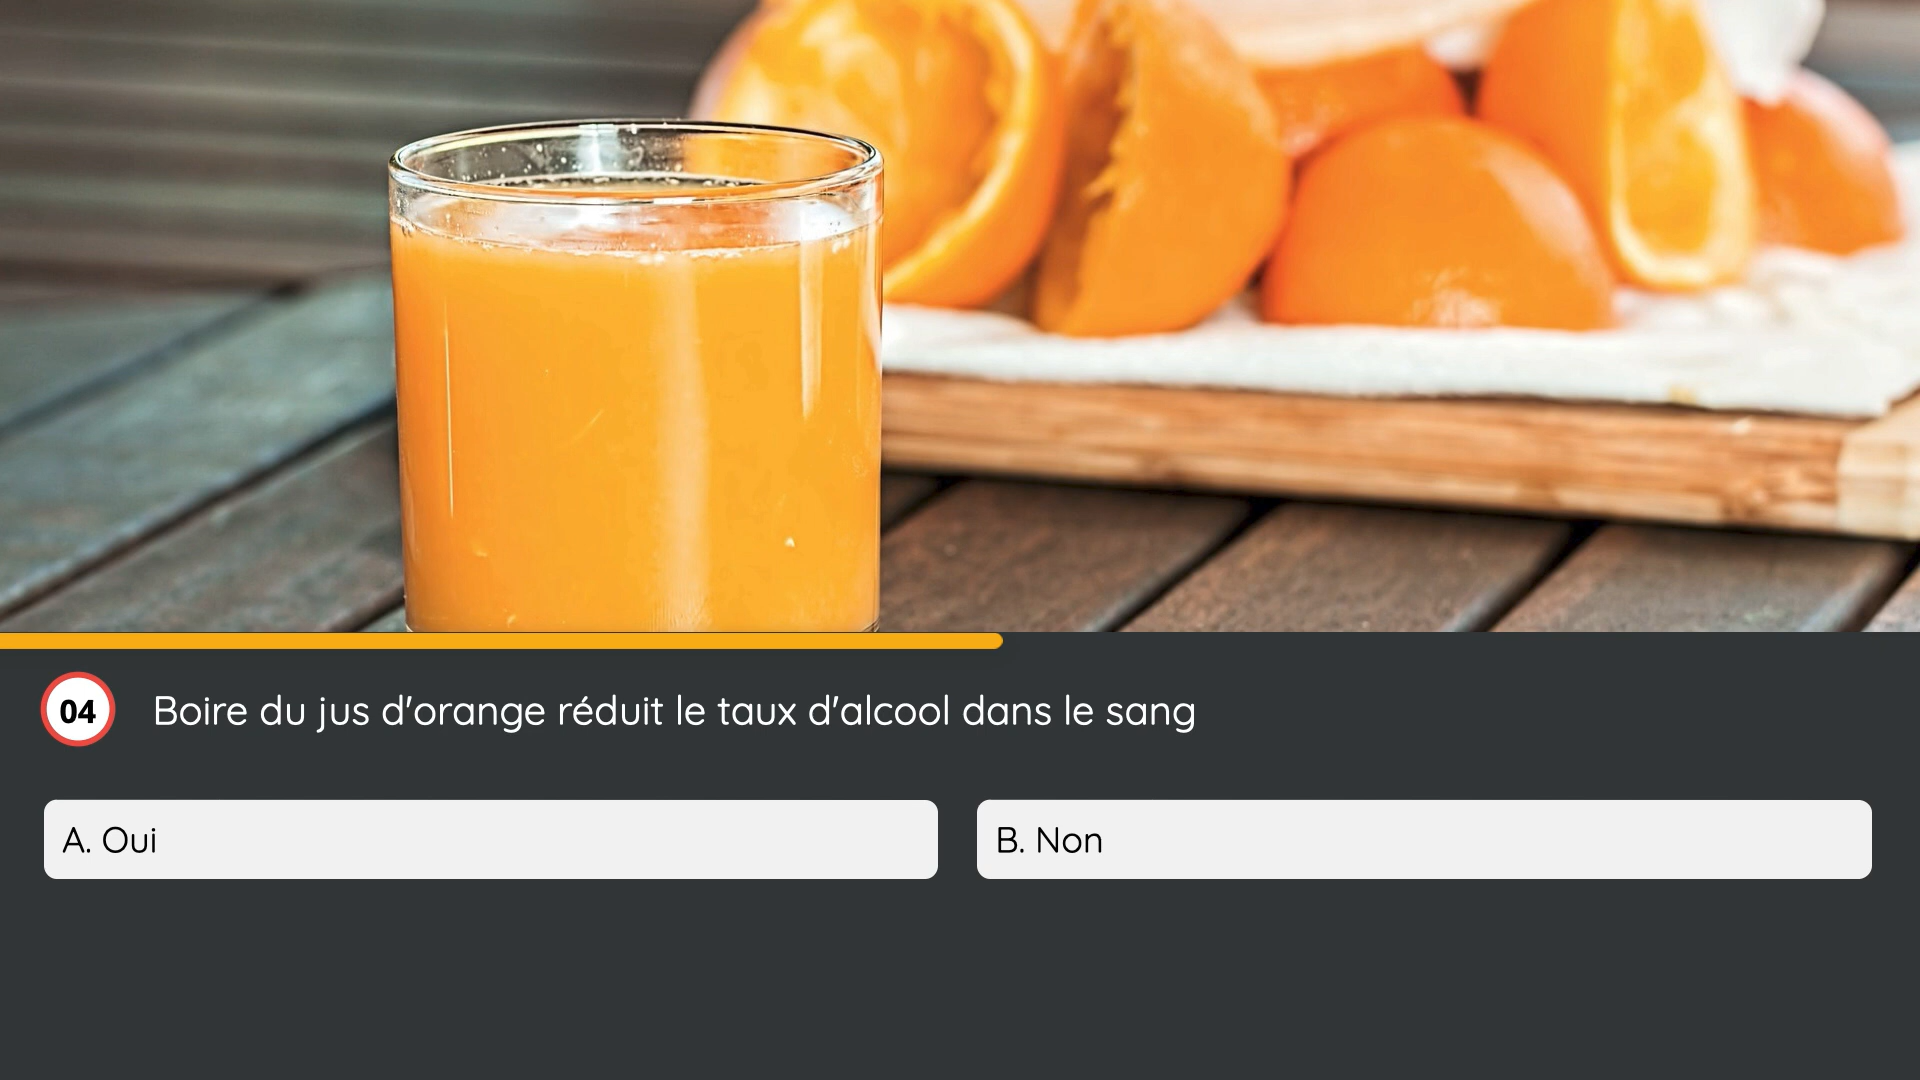 04
Boire du jus d'orange réduit le taux d'alcool dans le sang
A. Oui
B. Non